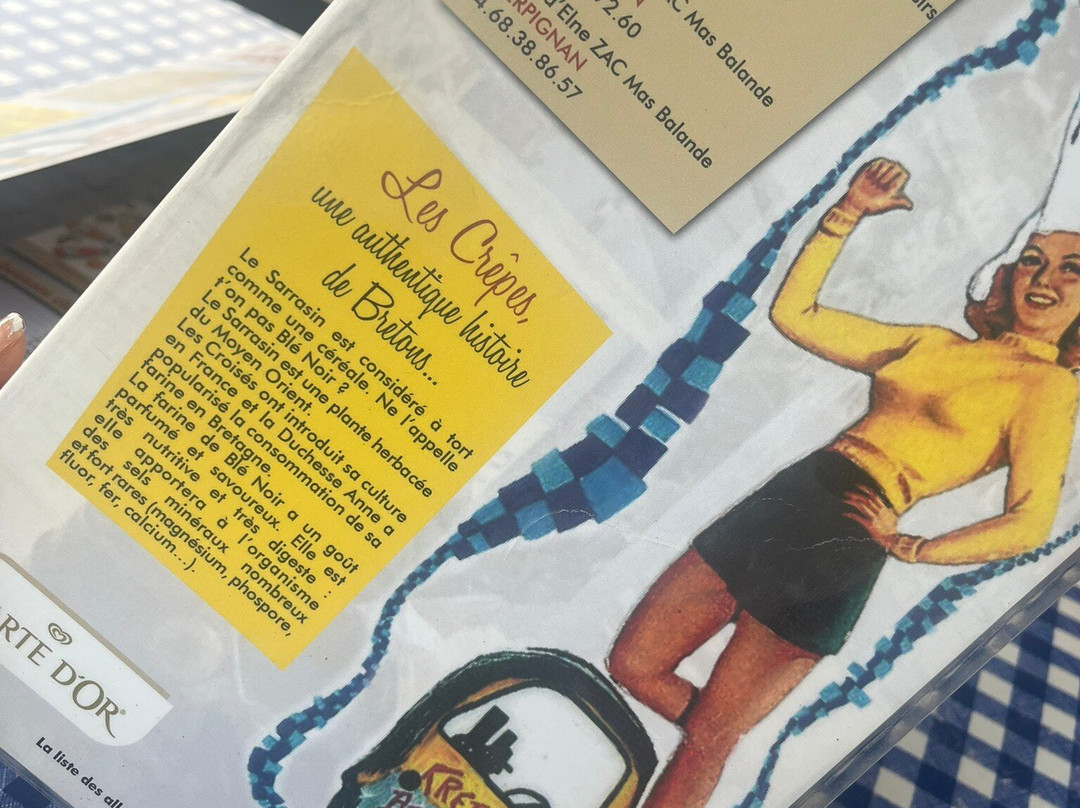 C Mas Balande
72.60
d'Elne ZAC Mas Balande
ERPIGNAN
4.68.38.86.57
Les Crêpes,
une authentique histoire
de Bretons...
Le Sarrasin est considéré à tort
comme une céréale. Ne l'appelle
t'on pas Blé Noir ?
Le Sarrasin est une plante herbacée
du Moyen Orient.
Les Croisés ont introduit sa culture
en France et la Duchesse Anne a
popularisé la consommation de sa
farine en Bretagne.
La farine de Blé Noir a un goût
parfumé et savoureux. Elle est
très nutritive et très digeste :
elle apportera à l'organisme
des sels minéraux nombreux
et fort rares (magnésium, phospore,
fluor, fer, calcium...).
RTE D'OR
La liste des all